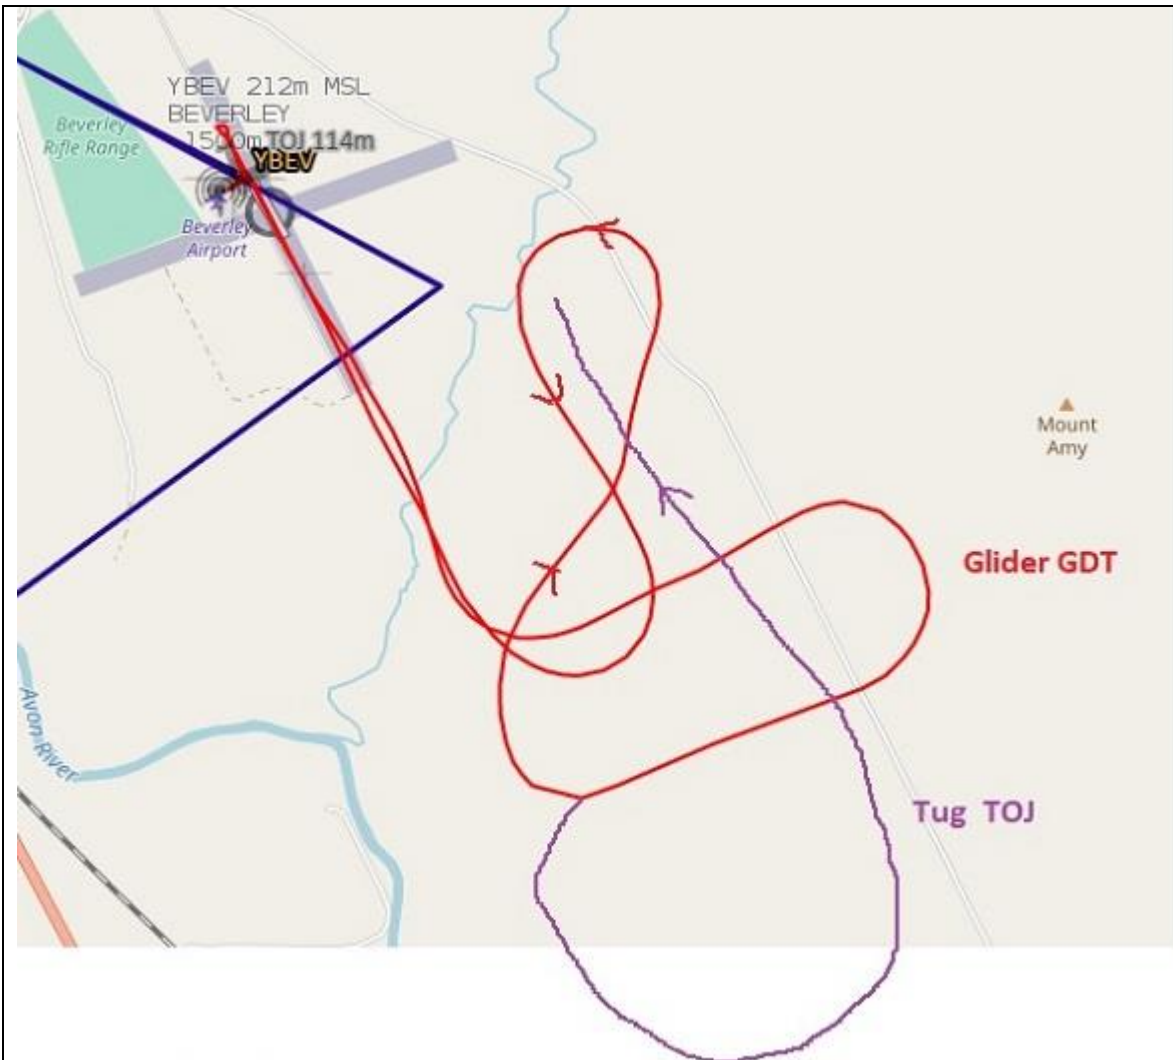 YBEV 212m MSL
BEVERLEY
1500m TOJ 114m
YBEV
Beverley
Rifle Range
Beverley
Airport
Mount
Amy
Glider GDT
Tug TOJ
Avon River